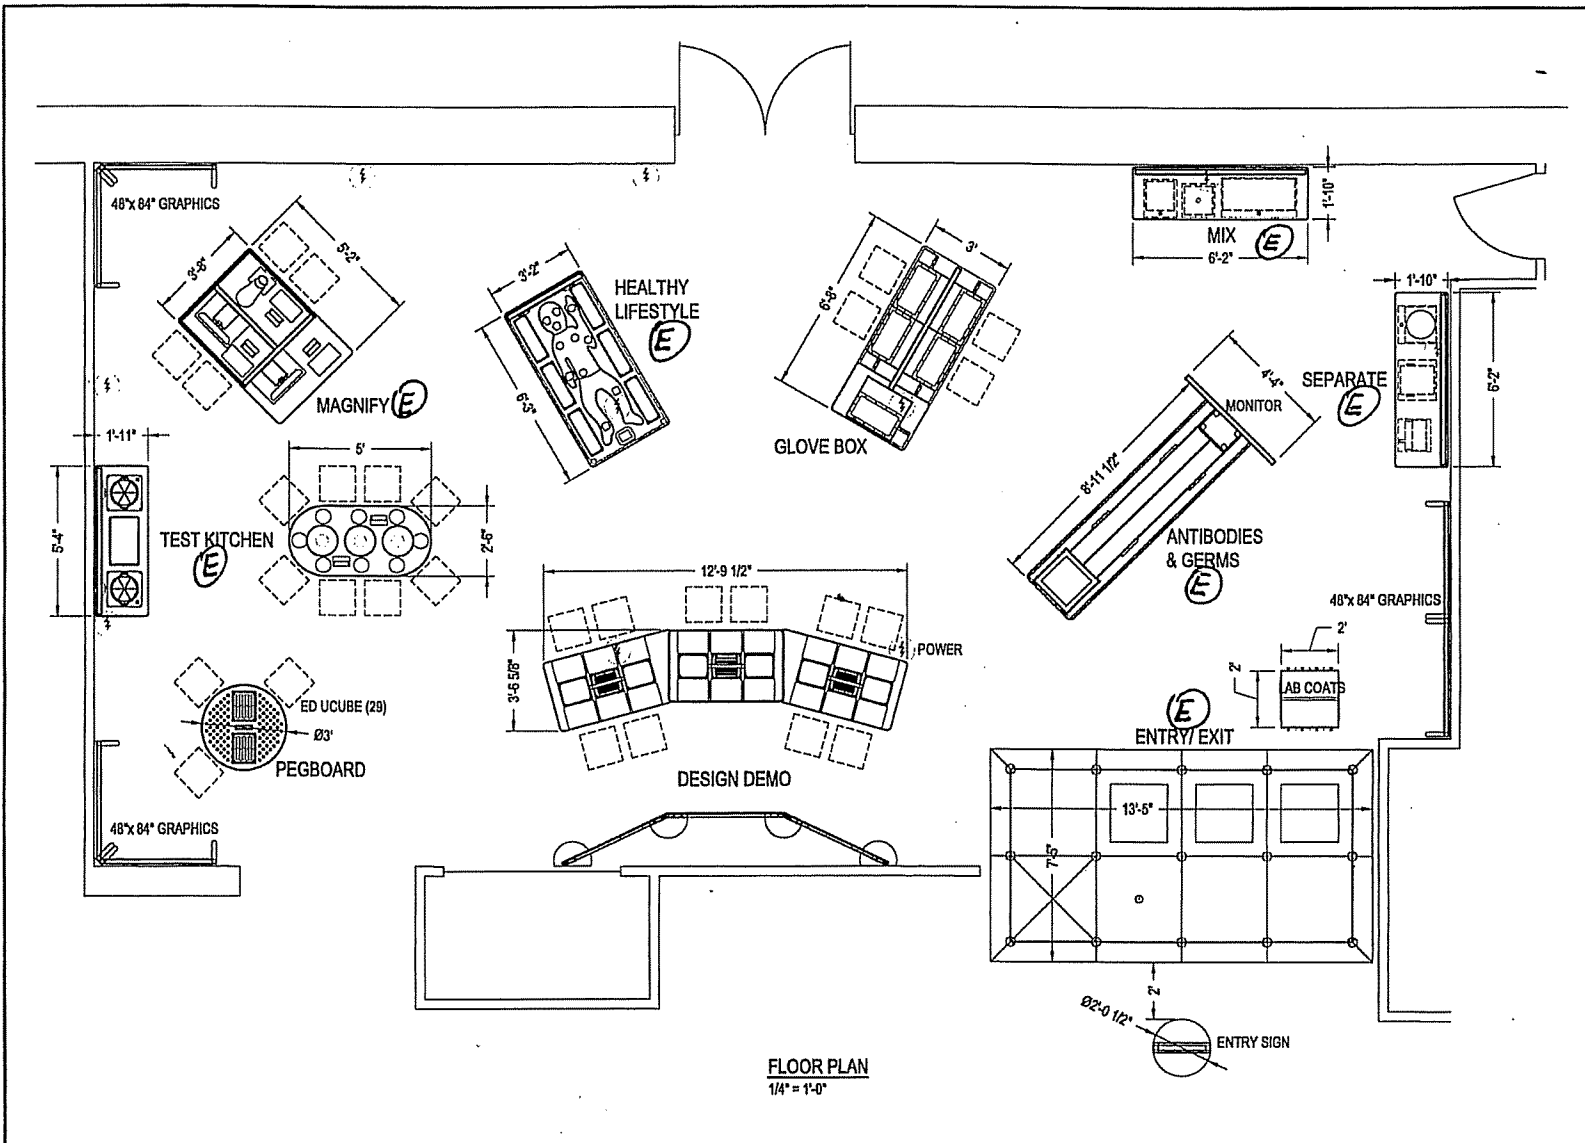 48"x 84" GRAPHICS
3'-8"
5'-2"
MAGNIFY E
3'-2"
HEALTHY
LIFESTYLE
E
6'-3"
3'
6'-8"
GLOVE BOX
1'-10"
MIX E
6'-2"
1'-10"
6'-2"
SEPARATE
E
4'-4"
MONITOR
8'-11 1/2"
ANTIBODIES
& GERMS
E
1'-11"
5'-4"
TEST KITCHEN
E
5'
2'-6"
12'-9 1/2"
3'-6 5/8"
POWER
DESIGN DEMO
48"x 84" GRAPHICS
2'
2'
LAB COATS
E
ENTRY/ EXIT
ED UCUBE (29)
Ø3'
PEGBOARD
48"x 84" GRAPHICS
13'-5"
7'-5"
2'
Ø2'-0 1/2"
ENTRY SIGN
FLOOR PLAN
1/4" = 1'-0"